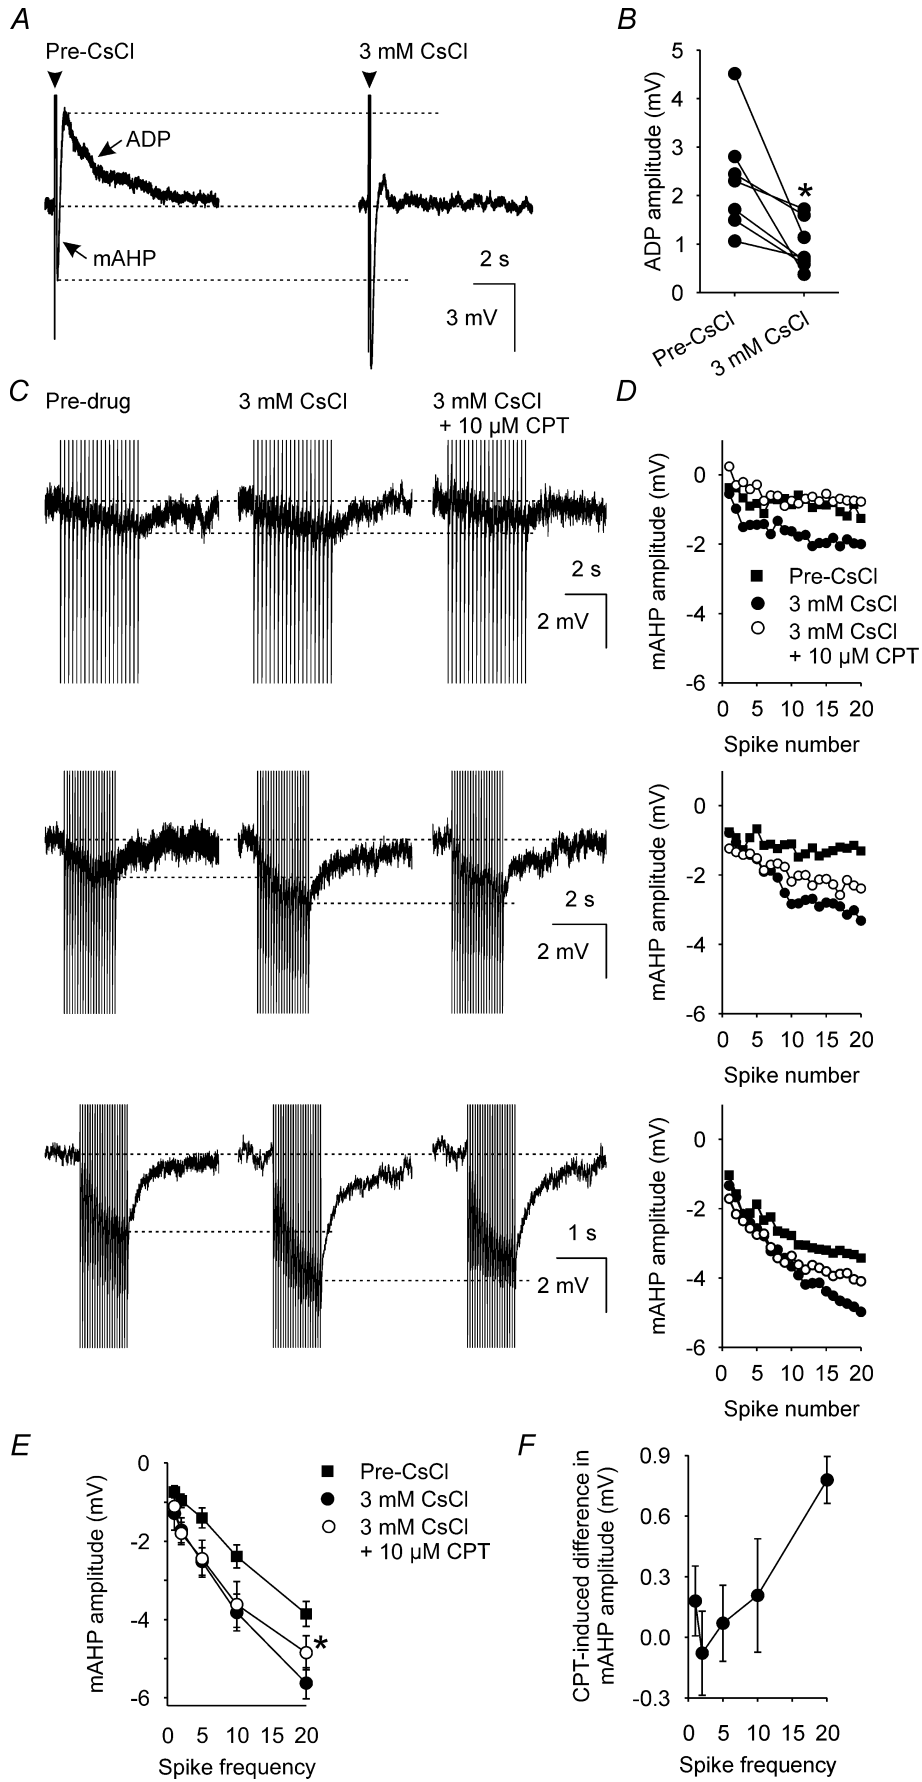 A
Pre-CsCl
3 mM CsCl
ADP
mAHP
2 s
3 mV
B
ADP amplitude (mV)
5
4
3
2
1
0
*
Pre-CsCl
3 mM CsCl
C
Pre-drug
3 mM CsCl
3 mM CsCl
+ 10 µM CPT
2 s
2 mV
2 s
2 mV
1 s
2 mV
D
mAHP amplitude (mV)
0
-2
-4
-6
Pre-CsCl
3 mM CsCl
3 mM CsCl
+ 10 µM CPT
0 5 10 15 20
Spike number
mAHP amplitude (mV)
0
-2
-4
-6
0 5 10 15 20
Spike number
mAHP amplitude (mV)
0
-2
-4
-6
0 5 10 15 20
Spike number
E
mAHP amplitude (mV)
0
-2
-4
-6
Pre-CsCl
3 mM CsCl
3 mM CsCl
+ 10 µM CPT
*
0 5 10 15 20
Spike frequency
F
CPT-induced difference in
mAHP amplitude (mV)
0.9
0.6
0.3
0.0
-0.3
0 5 10 15 20
Spike frequency